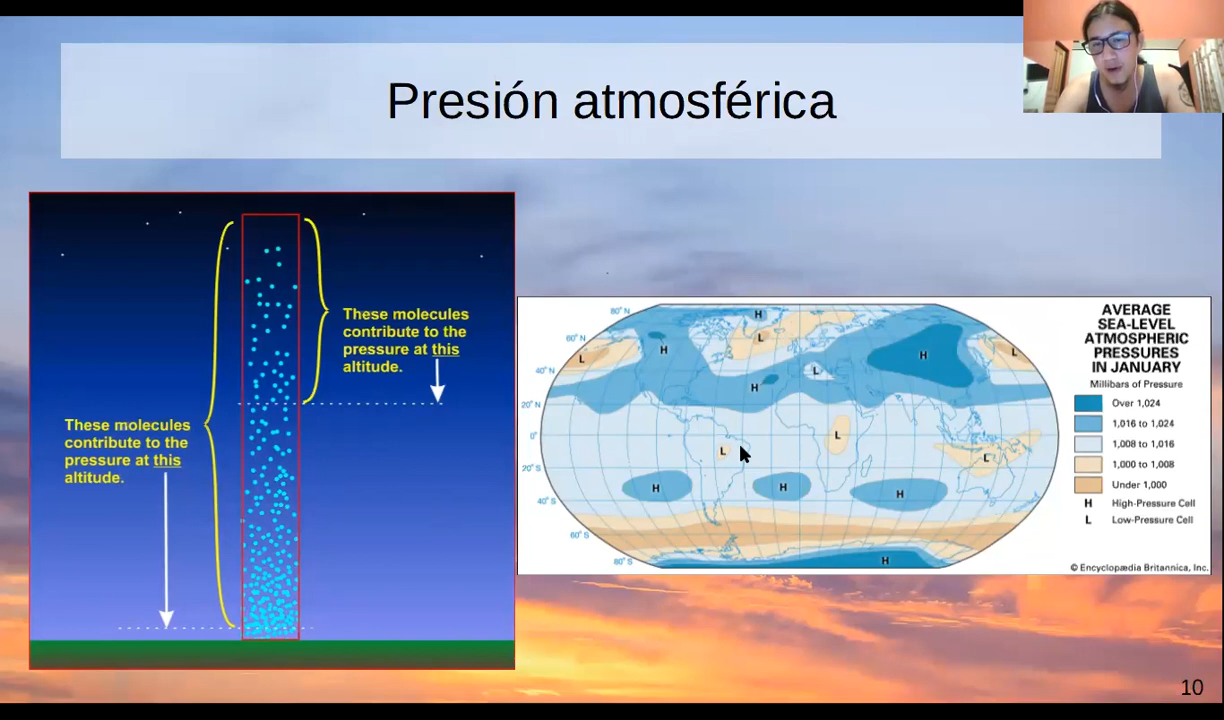 Presión atmosférica
These molecules
contribute to the
pressure at this
altitude.
These molecules
contribute to the
pressure at this
altitude.
AVERAGE
SEA-LEVEL
ATMOSPHERIC
PRESSURES
IN JANUARY
Millibars of Pressure
Over 1,024
1,016 to 1,024
1,008 to 1,016
1,000 to 1,008
Under 1,000
H High-Pressure Cell
L Low-Pressure Cell
© Encyclopædia Britannica, Inc.
80° N
H
60° N
L
L
H
H
L
40° N
L
H
20° N
0°
L
L
L
20° S
H
H
H
40° S
60° S
80° S
H
10